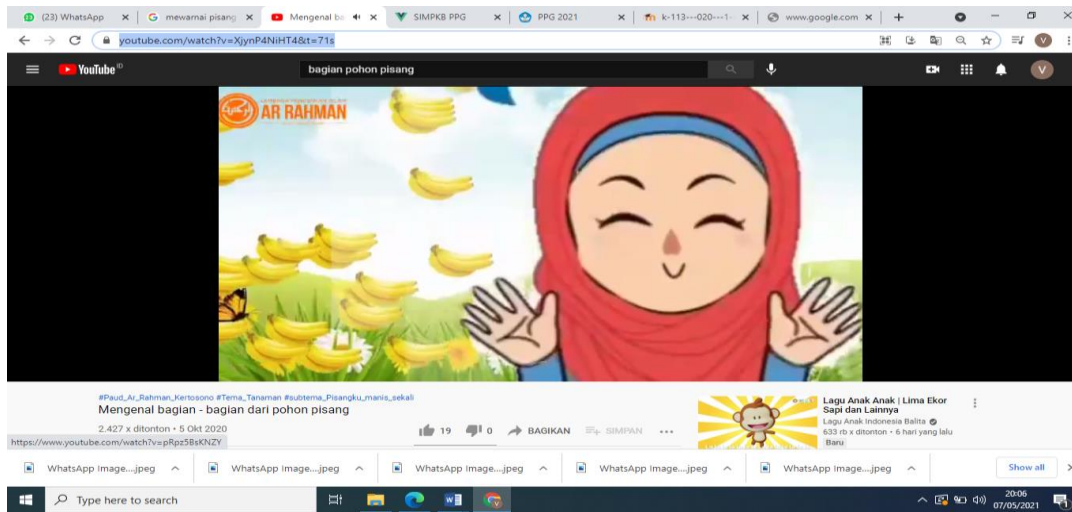 (23) WhatsApp
mewarnai pisang
Mengenal ba
SIMPKB PPG
PPG 2021
k-113---020---1-
www.google.com
youtube.com/watch?v=XjynP4NiHT4&t=71s
V
YouTube ID
bagian pohon pisang
V
AR RAHMAN
#Paud_Ar_Rahman_Kertosono #Tema_Tanaman #subtema_Pisangku_manis_sekali
Mengenal bagian - bagian dari pohon pisang
2.427 x ditonton • 5 Okt 2020
19
0
BAGIKAN
SIMPAN
Lagu Anak Anak | Lima Ekor
Sapi dan Lainnya
Lagu Anak Indonesia Balita
633 rb x ditonton • 6 hari yang lalu
Baru
https://www.youtube.com/watch?v=pRpz5BsKNZY
WhatsApp Image....jpeg
WhatsApp Image....jpeg
WhatsApp Image....jpeg
WhatsApp Image....jpeg
WhatsApp Image....jpeg
Show all
Type here to search
20:06
07/05/2021